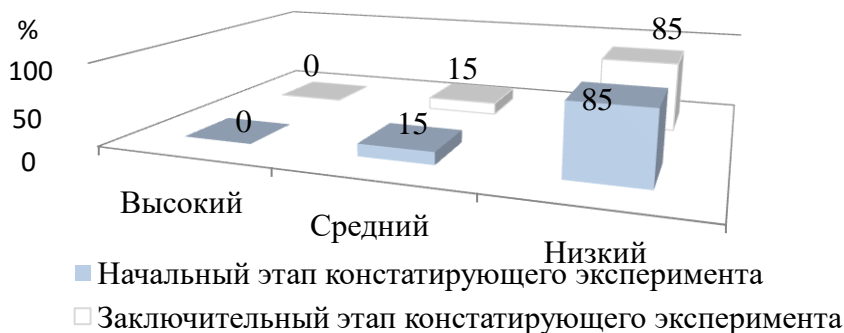 %
100
50
0
0
15
85
0
15
85
Высокий
Средний
Низкий
Начальный этап констатирующего эксперимента
Заключительный этап констатирующего эксперимента